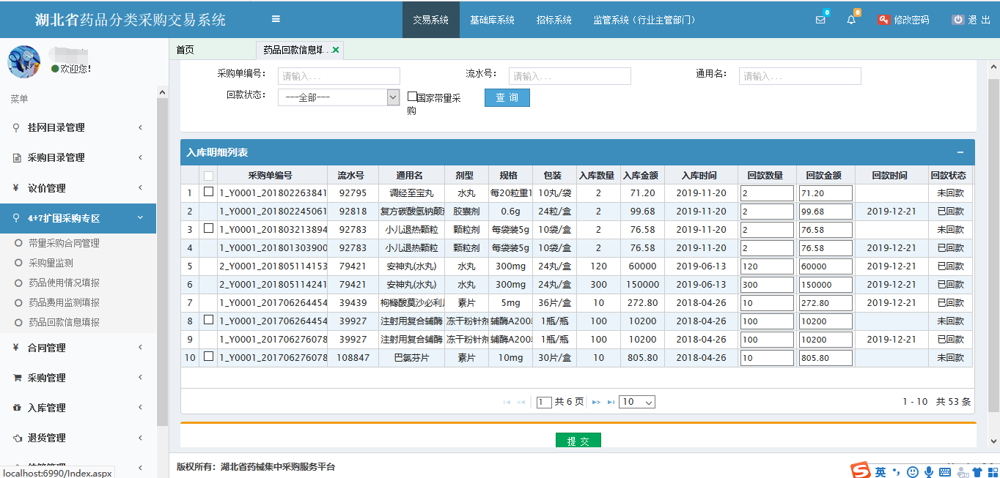 湖北省药品分类采购交易系统
交易系统 基础库系统 招标系统 监管系统（行业主管部门）
0 0 修改密码 退 出
欢迎您!
菜单
挂网目录管理
采购目录管理
¥ 议价管理
4+7扩围采购专区
带量采购合同管理
采购量监测
药品使用情况填报
药品费用监测填报
药品回款信息填报
¥ 合同管理
采购管理
入库管理
退货管理
localhost:6990/Index.aspx
首页 药品回款信息填...
采购单编号： 请输入... 流水号： 请输入... 通用名： 请输入...
回款状态： ---全部--- 国家带量采购 查 询
入库明细列表
采购单编号 流水号 通用名 剂型 规格 包装 入库数量 入库金额 入库时间 回款数量 回款金额 回款时间 回款状态
1 1_Y0001_201802263841 92795 调经至宝丸 水丸 每20粒重1 10丸/袋 2 71.20 2019-11-20 2 71.20 未回款
2 1_Y0001_201802245061 92818 复方碳酸氢钠颠茄 胶囊剂 0.6g 24粒/盒 2 99.68 2019-11-20 2 99.68 2019-12-21 已回款
3 1_Y0001_201803213894 92783 小儿退热颗粒 颗粒剂 每袋装5g 10袋/盒 2 76.58 2019-11-20 2 76.58 未回款
4 1_Y0001_201801303900 92783 小儿退热颗粒 颗粒剂 每袋装5g 10袋/盒 2 76.58 2019-11-20 2 76.58 2019-12-21 已回款
5 2_Y0001_201805114153 79421 安神丸(水丸) 水丸 300mg 24丸/盒 120 60000 2019-06-13 120 60000 2019-12-21 已回款
6 2_Y0001_201805114241 79421 安神丸(水丸) 水丸 300mg 24丸/盒 300 150000 2019-06-13 300 150000 2019-12-21 已回款
7 1_Y0001_201706264454 39439 枸橼酸莫沙必利片 素片 5mg 36片/盒 10 272.80 2018-04-26 10 272.80 2019-12-21 已回款
8 1_Y0001_201706264454 39927 注射用复合辅酶 冻干粉针剂 辅酶A200单 1瓶/瓶 100 10200 2018-04-26 100 10200 未回款
9 1_Y0001_201706276078 39927 注射用复合辅酶 冻干粉针剂 辅酶A200单 1瓶/瓶 100 10200 2018-04-26 100 10200 2019-12-21 已回款
10 1_Y0001_201706276078 108847 巴氯芬片 素片 10mg 30片/盒 10 805.80 2018-04-26 10 805.80 未回款
1 共 6 页 10 1 - 10 共 53 条
提 交
版权所有：湖北省药械集中采购服务平台
S 英